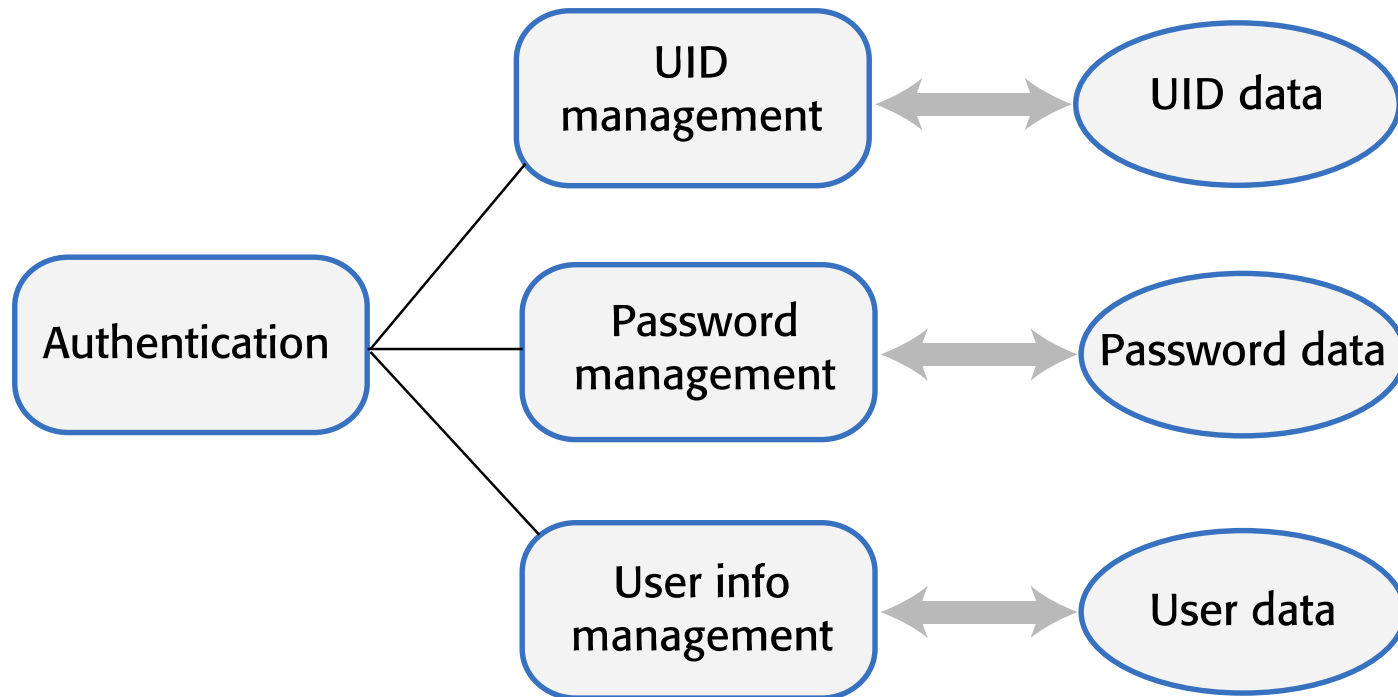 UID
management
UID data
Authentication
Password
management
Password data
User info
management
User data